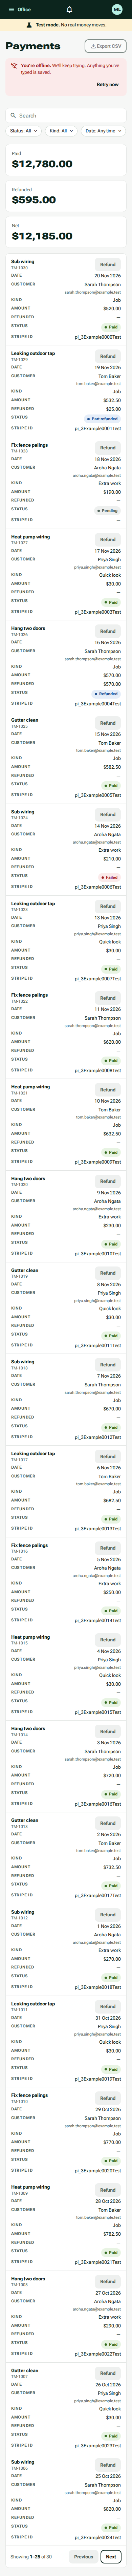 Office
ML
Test mode. No real money moves.
Payments
Export CSV
You're offline. We'll keep trying. Anything you've typed is saved.
Retry now
Search
Status: All
Kind: All
Date: Any time
Paid
$12,780.00
Refunded
$595.00
Net
$12,185.00
Sub wiring
TM-1030
Refund
DATE 20 Nov 2026
CUSTOMER Sarah Thompson
sarah.thompson@example.test
KIND Job
AMOUNT $520.00
REFUNDED —
STATUS Paid
STRIPE ID pi_3Example0000Test
Leaking outdoor tap
TM-1029
Refund
DATE 19 Nov 2026
CUSTOMER Tom Baker
tom.baker@example.test
KIND Job
AMOUNT $532.50
REFUNDED $25.00
STATUS Part-refunded
STRIPE ID pi_3Example0001Test
Fix fence palings
TM-1028
Refund
DATE 18 Nov 2026
CUSTOMER Aroha Ngata
aroha.ngata@example.test
KIND Extra work
AMOUNT $190.00
REFUNDED —
STATUS Pending
STRIPE ID —
Heat pump wiring
TM-1027
Refund
DATE 17 Nov 2026
CUSTOMER Priya Singh
priya.singh@example.test
KIND Quick look
AMOUNT $30.00
REFUNDED —
STATUS Paid
STRIPE ID pi_3Example0003Test
Hang two doors
TM-1026
Refund
DATE 16 Nov 2026
CUSTOMER Sarah Thompson
sarah.thompson@example.test
KIND Job
AMOUNT $570.00
REFUNDED $570.00
STATUS Refunded
STRIPE ID pi_3Example0004Test
Gutter clean
TM-1025
Refund
DATE 15 Nov 2026
CUSTOMER Tom Baker
tom.baker@example.test
KIND Job
AMOUNT $582.50
REFUNDED —
STATUS Paid
STRIPE ID pi_3Example0005Test
Sub wiring
TM-1024
Refund
DATE 14 Nov 2026
CUSTOMER Aroha Ngata
aroha.ngata@example.test
KIND Extra work
AMOUNT $210.00
REFUNDED —
STATUS Failed
STRIPE ID pi_3Example0006Test
Leaking outdoor tap
TM-1023
Refund
DATE 13 Nov 2026
CUSTOMER Priya Singh
priya.singh@example.test
KIND Quick look
AMOUNT $30.00
REFUNDED —
STATUS Paid
STRIPE ID pi_3Example0007Test
Fix fence palings
TM-1022
Refund
DATE 11 Nov 2026
CUSTOMER Sarah Thompson
sarah.thompson@example.test
KIND Job
AMOUNT $620.00
REFUNDED —
STATUS Paid
STRIPE ID pi_3Example0008Test
Heat pump wiring
TM-1021
Refund
DATE 10 Nov 2026
CUSTOMER Tom Baker
tom.baker@example.test
KIND Job
AMOUNT $632.50
REFUNDED —
STATUS Paid
STRIPE ID pi_3Example0009Test
Hang two doors
TM-1020
Refund
DATE 9 Nov 2026
CUSTOMER Aroha Ngata
aroha.ngata@example.test
KIND Extra work
AMOUNT $230.00
REFUNDED —
STATUS Paid
STRIPE ID pi_3Example0010Test
Gutter clean
TM-1019
Refund
DATE 8 Nov 2026
CUSTOMER Priya Singh
priya.singh@example.test
KIND Quick look
AMOUNT $30.00
REFUNDED —
STATUS Paid
STRIPE ID pi_3Example0011Test
Sub wiring
TM-1018
Refund
DATE 7 Nov 2026
CUSTOMER Sarah Thompson
sarah.thompson@example.test
KIND Job
AMOUNT $670.00
REFUNDED —
STATUS Paid
STRIPE ID pi_3Example0012Test
Leaking outdoor tap
TM-1017
Refund
DATE 6 Nov 2026
CUSTOMER Tom Baker
tom.baker@example.test
KIND Job
AMOUNT $682.50
REFUNDED —
STATUS Paid
STRIPE ID pi_3Example0013Test
Fix fence palings
TM-1016
Refund
DATE 5 Nov 2026
CUSTOMER Aroha Ngata
aroha.ngata@example.test
KIND Extra work
AMOUNT $250.00
REFUNDED —
STATUS Paid
STRIPE ID pi_3Example0014Test
Heat pump wiring
TM-1015
Refund
DATE 4 Nov 2026
CUSTOMER Priya Singh
priya.singh@example.test
KIND Quick look
AMOUNT $30.00
REFUNDED —
STATUS Paid
STRIPE ID pi_3Example0015Test
Hang two doors
TM-1014
Refund
DATE 3 Nov 2026
CUSTOMER Sarah Thompson
sarah.thompson@example.test
KIND Job
AMOUNT $720.00
REFUNDED —
STATUS Paid
STRIPE ID pi_3Example0016Test
Gutter clean
TM-1013
Refund
DATE 2 Nov 2026
CUSTOMER Tom Baker
tom.baker@example.test
KIND Job
AMOUNT $732.50
REFUNDED —
STATUS Paid
STRIPE ID pi_3Example0017Test
Sub wiring
TM-1012
Refund
DATE 1 Nov 2026
CUSTOMER Aroha Ngata
aroha.ngata@example.test
KIND Extra work
AMOUNT $270.00
REFUNDED —
STATUS Paid
STRIPE ID pi_3Example0018Test
Leaking outdoor tap
TM-1011
Refund
DATE 31 Oct 2026
CUSTOMER Priya Singh
priya.singh@example.test
KIND Quick look
AMOUNT $30.00
REFUNDED —
STATUS Paid
STRIPE ID pi_3Example0019Test
Fix fence palings
TM-1010
Refund
DATE 29 Oct 2026
CUSTOMER Sarah Thompson
sarah.thompson@example.test
KIND Job
AMOUNT $770.00
REFUNDED —
STATUS Paid
STRIPE ID pi_3Example0020Test
Heat pump wiring
TM-1009
Refund
DATE 28 Oct 2026
CUSTOMER Tom Baker
tom.baker@example.test
KIND Job
AMOUNT $782.50
REFUNDED —
STATUS Paid
STRIPE ID pi_3Example0021Test
Hang two doors
TM-1008
Refund
DATE 27 Oct 2026
CUSTOMER Aroha Ngata
aroha.ngata@example.test
KIND Extra work
AMOUNT $290.00
REFUNDED —
STATUS Paid
STRIPE ID pi_3Example0022Test
Gutter clean
TM-1007
Refund
DATE 26 Oct 2026
CUSTOMER Priya Singh
priya.singh@example.test
KIND Quick look
AMOUNT $30.00
REFUNDED —
STATUS Paid
STRIPE ID pi_3Example0023Test
Sub wiring
TM-1006
Refund
DATE 25 Oct 2026
CUSTOMER Sarah Thompson
sarah.thompson@example.test
KIND Job
AMOUNT $820.00
REFUNDED —
STATUS Paid
STRIPE ID pi_3Example0024Test
Showing 1–25 of 30
Previous
Next